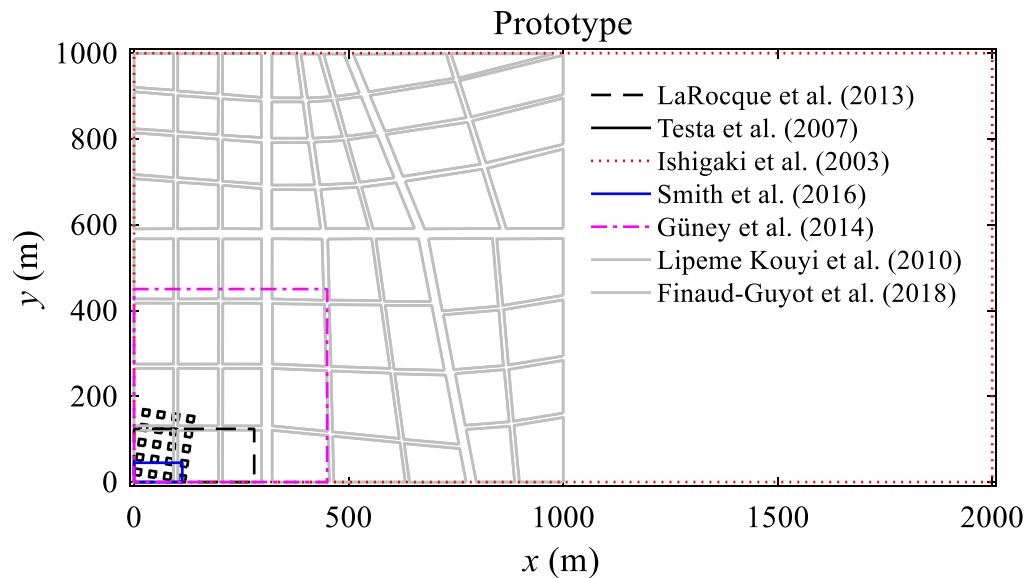 Prototype
1000
800
600
400
200
0
y (m)
LaRocque et al. (2013)
Testa et al. (2007)
Ishigaki et al. (2003)
Smith et al. (2016)
Güney et al. (2014)
Lipeme Kouyi et al. (2010)
Finaud-Guyot et al. (2018)
0 500 1000 1500 2000
x (m)